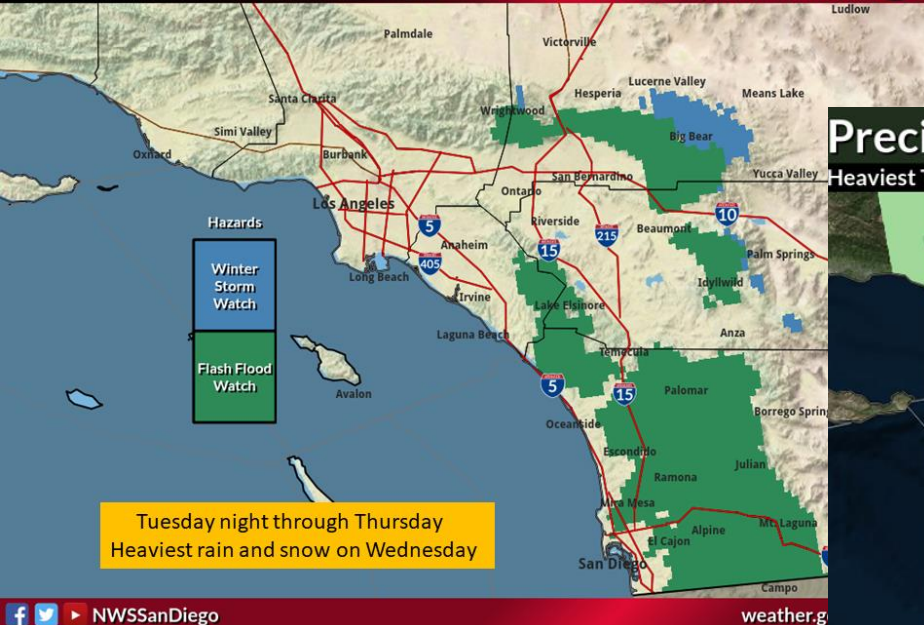 Ludlow
Palmdale
Victorville
Lucerne Valley
Hesperia
Means Lake
Santa Clarita
Wrightwood
Simi Valley
Big Bear
Oxnard
Burbank
San Bernardino
Yucca Valley
Ontario
Los Angeles
Riverside
10
5
215
Beaumont
15
Anaheim
Palm Springs
405
Long Beach
Idyllwild
Irvine
Lake Elsinore
Laguna Beach
Anza
Temecula
Hazards
Winter
Storm
Watch
Flash Flood
Watch
Avalon
5
15
Palomar
Borrego Spring
Oceanside
Escondido
Julian
Ramona
Mira Mesa
Alpine
Mt. Laguna
El Cajon
San Diego
Campo
Tuesday night through Thursday
Heaviest rain and snow on Wednesday
NWSSanDiego
weather.g
Preci
Heaviest